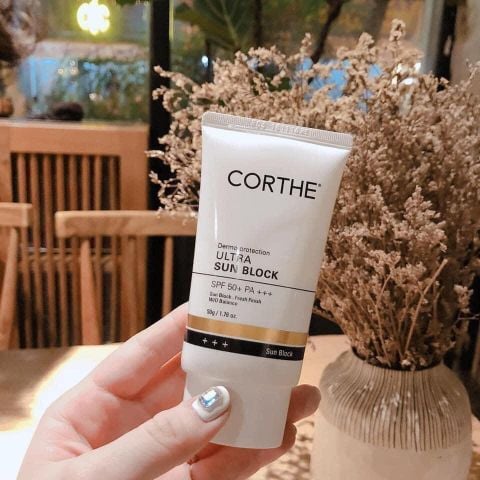 CORTHE®
Dermo protection
ULTRA
SUN BLOCK
SPF 50+ PA +++
Sun Block . Fresh Finish
W/O Balance
50g / 1.76 oz.
+ + +
Sun Block